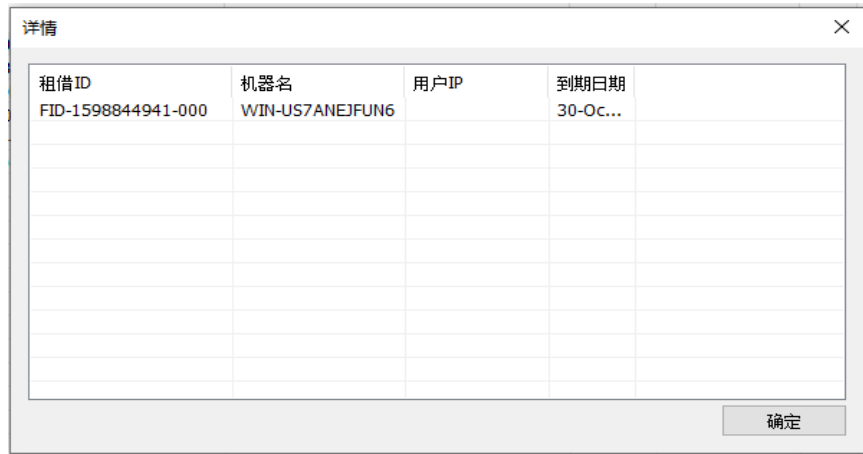 详情
租借ID 机器名 用户IP 到期日期
FID-1598844941-000 WIN-US7ANEJFUN6 30-Oc...
确定